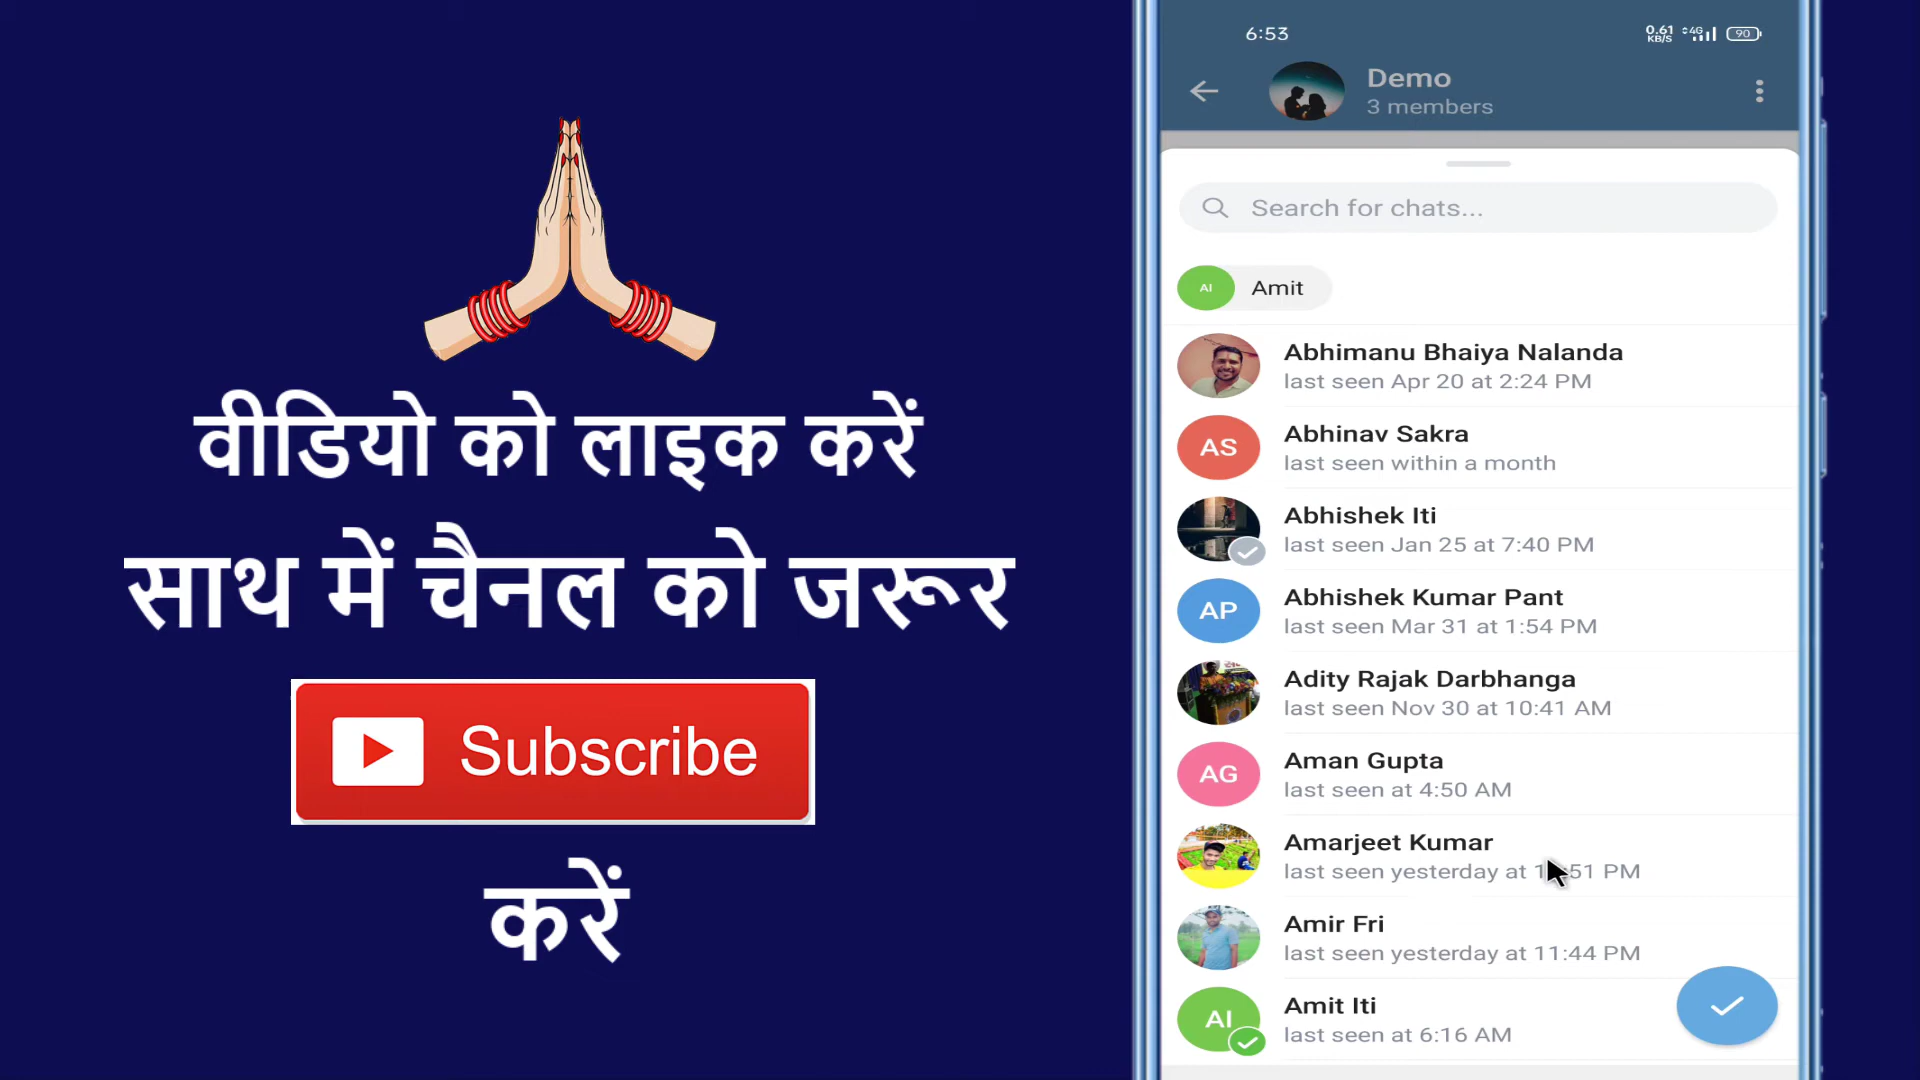 वीडियो को लाइक करें
साथ में चैनल को जरूर
Subscribe
करें
6:53
0.61
KB/S
4G
90
Demo
3 members
Search for chats...
AI
Amit
Abhimanu Bhaiya Nalanda
last seen Apr 20 at 2:24 PM
AS
Abhinav Sakra
last seen within a month
Abhishek Iti
last seen Jan 25 at 7:40 PM
AP
Abhishek Kumar Pant
last seen Mar 31 at 1:54 PM
Adity Rajak Darbhanga
last seen Nov 30 at 10:41 AM
AG
Aman Gupta
last seen at 4:50 AM
Amarjeet Kumar
last seen yesterday at PM
Amir Fri
last seen yesterday at 11:44 PM
AI
Amit Iti
last seen at 6:16 AM